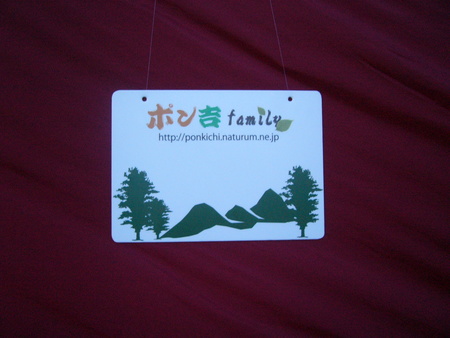 ポン吉 family
http://ponkichi.naturum.ne.jp